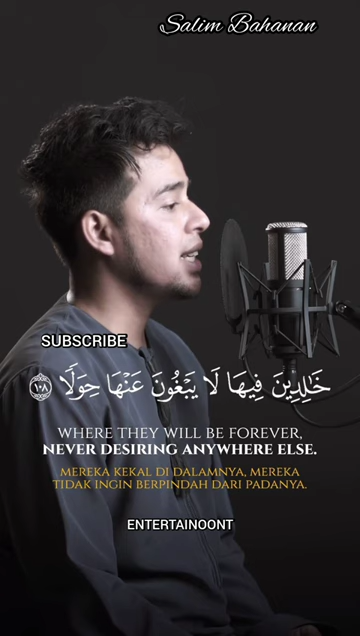 Salim Bahanan
SUBSCRIBE
خَٰلِدِينَ فِيهَا لَا يَبْغُونَ عَنْهَا حِوَلًا ١٠٨
WHERE THEY WILL BE FOREVER,
NEVER DESIRING ANYWHERE ELSE.
MEREKA KEKAL DI DALAMNYA, MEREKA
TIDAK INGIN BERPINDAH DARI PADANYA.
ENTERTAINOONT